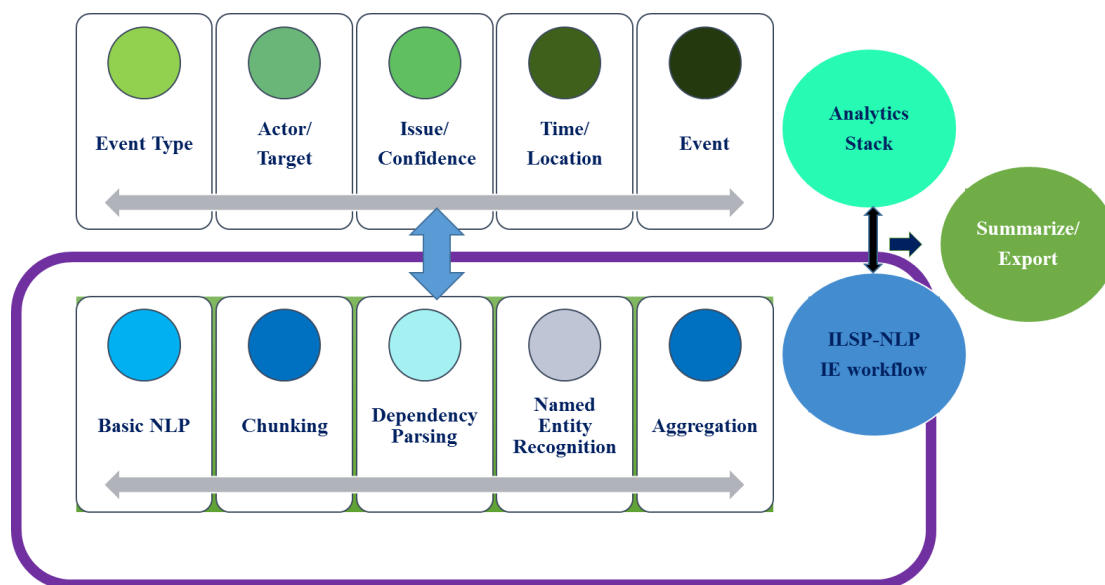 Event Type
Actor/
Target
Issue/
Confidence
Time/
Location
Event
Analytics
Stack
Summarize/
Export
ILSP-NLP
IE workflow
Basic NLP
Chunking
Dependency
Parsing
Named
Entity
Recognition
Aggregation